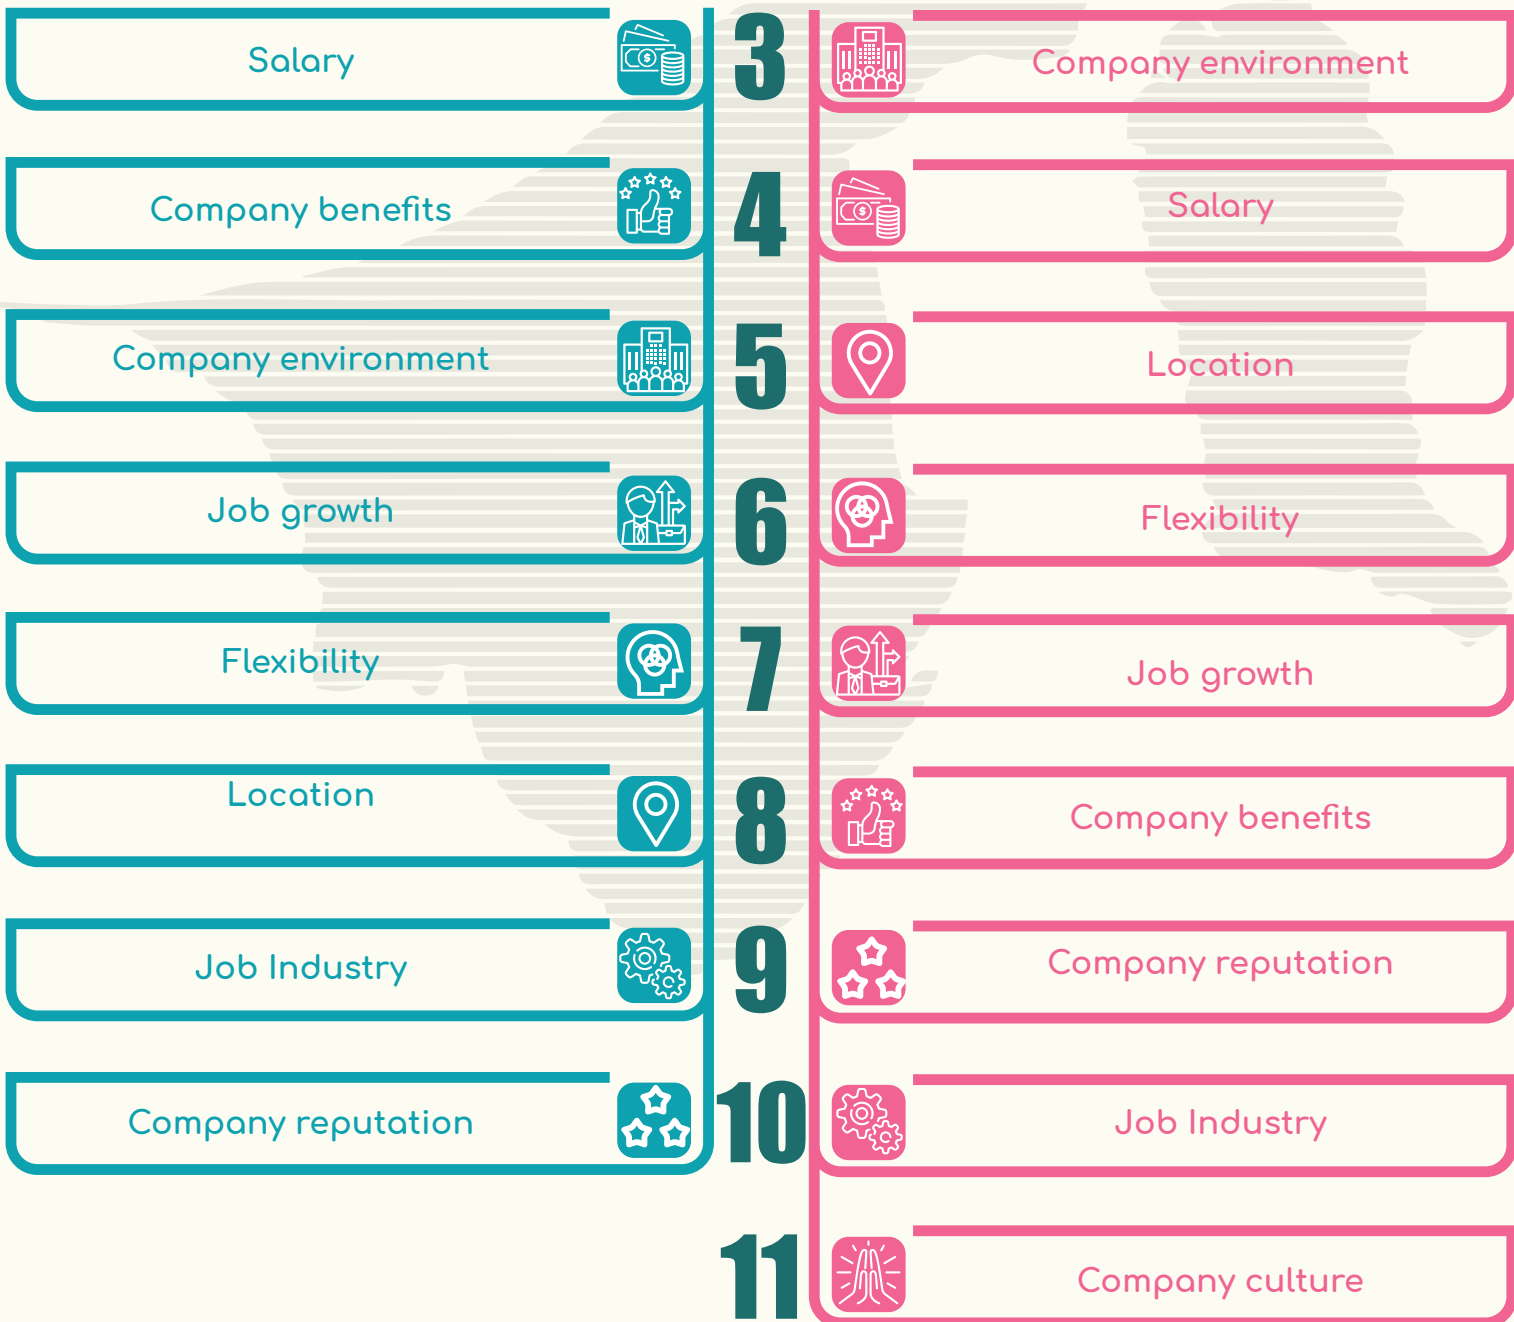 Salary
3
Company environment
Company benefits
4
Salary
Company environment
5
Location
Job growth
6
Flexibility
Flexibility
7
Job growth
Location
8
Company benefits
Job Industry
9
Company reputation
Company reputation
10
Job Industry
11
Company culture